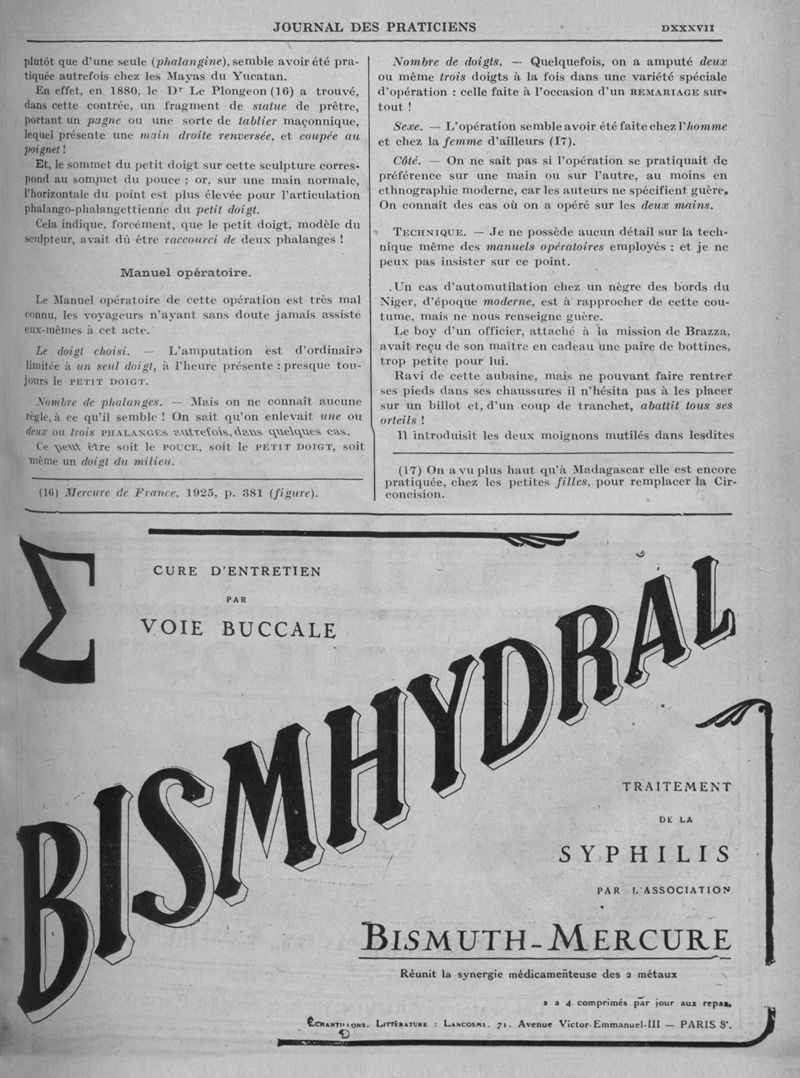 JOURNAL DES PRATICIENS
DXXXVII
plutôt que d'une seule (phalangine), semble avoir été pra-
tiquée autrefois chez les Mayas du Yucatan.
En effet, en 1880, le Dr Le Plongeon (16) a trouvé,
dans cette contrée, un fragment de statue de prêtre,
portant un pagne ou une sorte de tablier maçonnique,
lequel présente une main droite renversée, et coupée au
poignet !
Et, le sommet du petit doigt sur cette sculpture corres-
pond au sommet du pouce ; or, sur une main normale,
l'horizontale du point est plus élevée pour l'articulation
phalango-phalangettienne du petit doigt.
Cela indique, forcément, que le petit doigt, modèle du
sculpteur, avait dû être raccourci de deux phalanges !
Manuel opératoire.
Le Manuel opératoire de cette opération est très mal
connu, les voyageurs n'ayant sans doute jamais assisté
eux-mêmes à cet acte.
Le doigt choisi. — L'amputation est d'ordinaire
limitée à un seul doigt, à l'heure présente : presque tou-
jours le PETIT DOIGT.
Nombre de phalanges. — Mais on ne connaît aucune
règle, à ce qu'il semble ! On sait qu'on enlevait une ou
deux ou trois PHALANGES autrefois, dans quelques cas.
Ce peut être soit le POUCE, soit le PETIT DOIGT, soit
même un doigt du milieu.
(16) Mercure de France, 1925, p. 381 (figure).
Nombre de doigts. — Quelquefois, on a amputé deux
ou même trois doigts à la fois dans une variété spéciale
d'opération : celle faite à l'occasion d'un REMARIAGE sur-
tout !
Sexe. — L'opération semble avoir été faite chez l'homme
et chez la femme d'ailleurs (17).
Côté. — On ne sait pas si l'opération se pratiquait de
préférence sur une main ou sur l'autre, au moins en
ethnographie moderne, car les auteurs ne spécifient guère.
On connaît des cas où on a opéré sur les deux mains.
TECHNIQUE. — Je ne possède aucun détail sur la tech-
nique même des manuels opératoires employés ; et je ne
peux pas insister sur ce point.
Un cas d'automutilation chez un nègre des bords du
Niger, d'époque moderne, est à rapprocher de cette cou-
tume, mais ne nous renseigne guère.
Le boy d'un officier, attaché à la mission de Brazza,
avait reçu de son maître en cadeau une paire de bottines,
trop petite pour lui.
Ravi de cette aubaine, mais ne pouvant faire rentrer
ses pieds dans ses chaussures il n'hésita pas à les placer
sur un billot et, d'un coup de tranchet, abattit tous ses
orteils !
Il introduisit les deux moignons mutilés dans lesdites
(17) On a vu plus haut qu'à Madagascar elle est encore
pratiquée, chez les petites filles, pour remplacer la Cir-
concision.
Σ
CURE D'ENTRETIEN
PAR
VOIE BUCCALE
BISMHYDRAL
TRAITEMENT
DE LA
SYPHILIS
PAR L'ASSOCIATION
BISMUTH-MERCURE
Réunit la synergie médicamenteuse des 2 métaux
2 a 4 comprimés par jour aux repas.
ÉCHANTILLONS. LITTÉRATURE : LANCOSME. 71. Avenue Victor-Emmanuel-III — PARIS 8e.